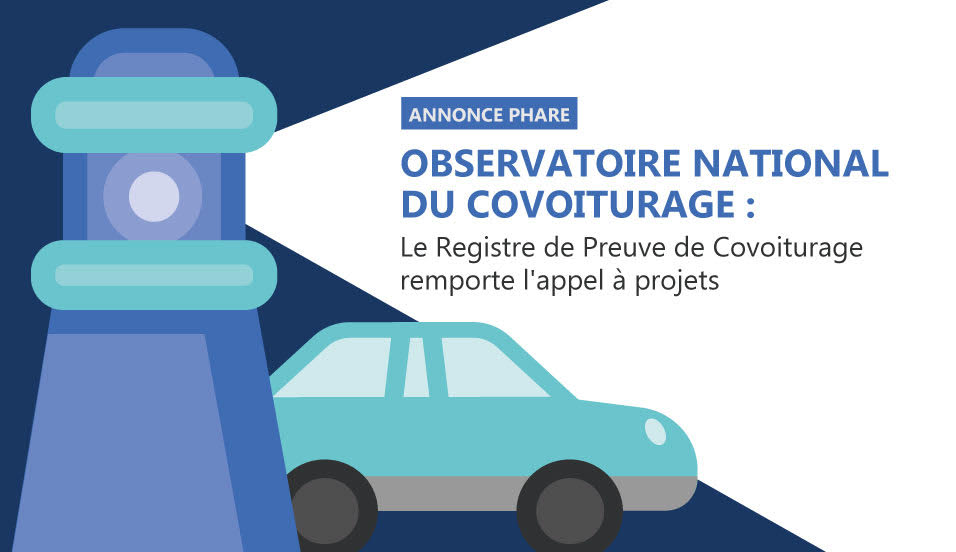 ANNONCE PHARE
OBSERVATOIRE NATIONAL
DU COVOITURAGE :
Le Registre de Preuve de Covoiturage
remporte l'appel à projets